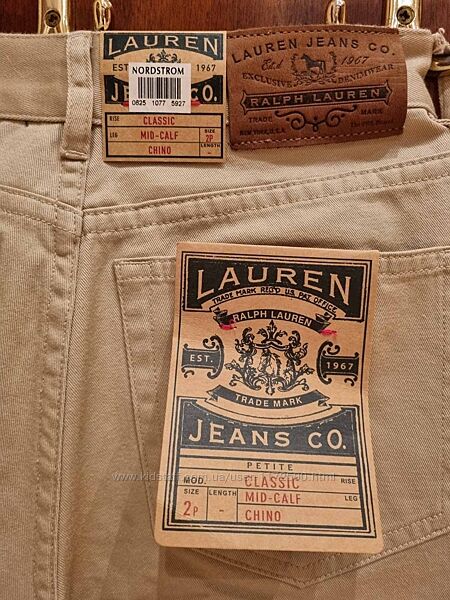 LAUREN
EST
1967
NORDSTROM
0825 1077 5927
S CO.
RISE
CLASSIC
LEG
MID-CALF
CHINO
SIZE
2P
LENGTH
-
LAUREN JEANS CO.
Est'd 1967
EXCLUSIVE DENIMWEAR
RALPH LAUREN
TRADE MARK
NEW YORK, U.S.A.
LAUREN
TRADE MARK REG'D U.S. PAT. OFFICE
RALPH LAUREN
EST. 1967
TRADE MARK
JEANS CO.
PETITE
MOD.
CLASSIC
RISE
SIZE LENGTH
MID-CALF
LEG
2P -
CHINO